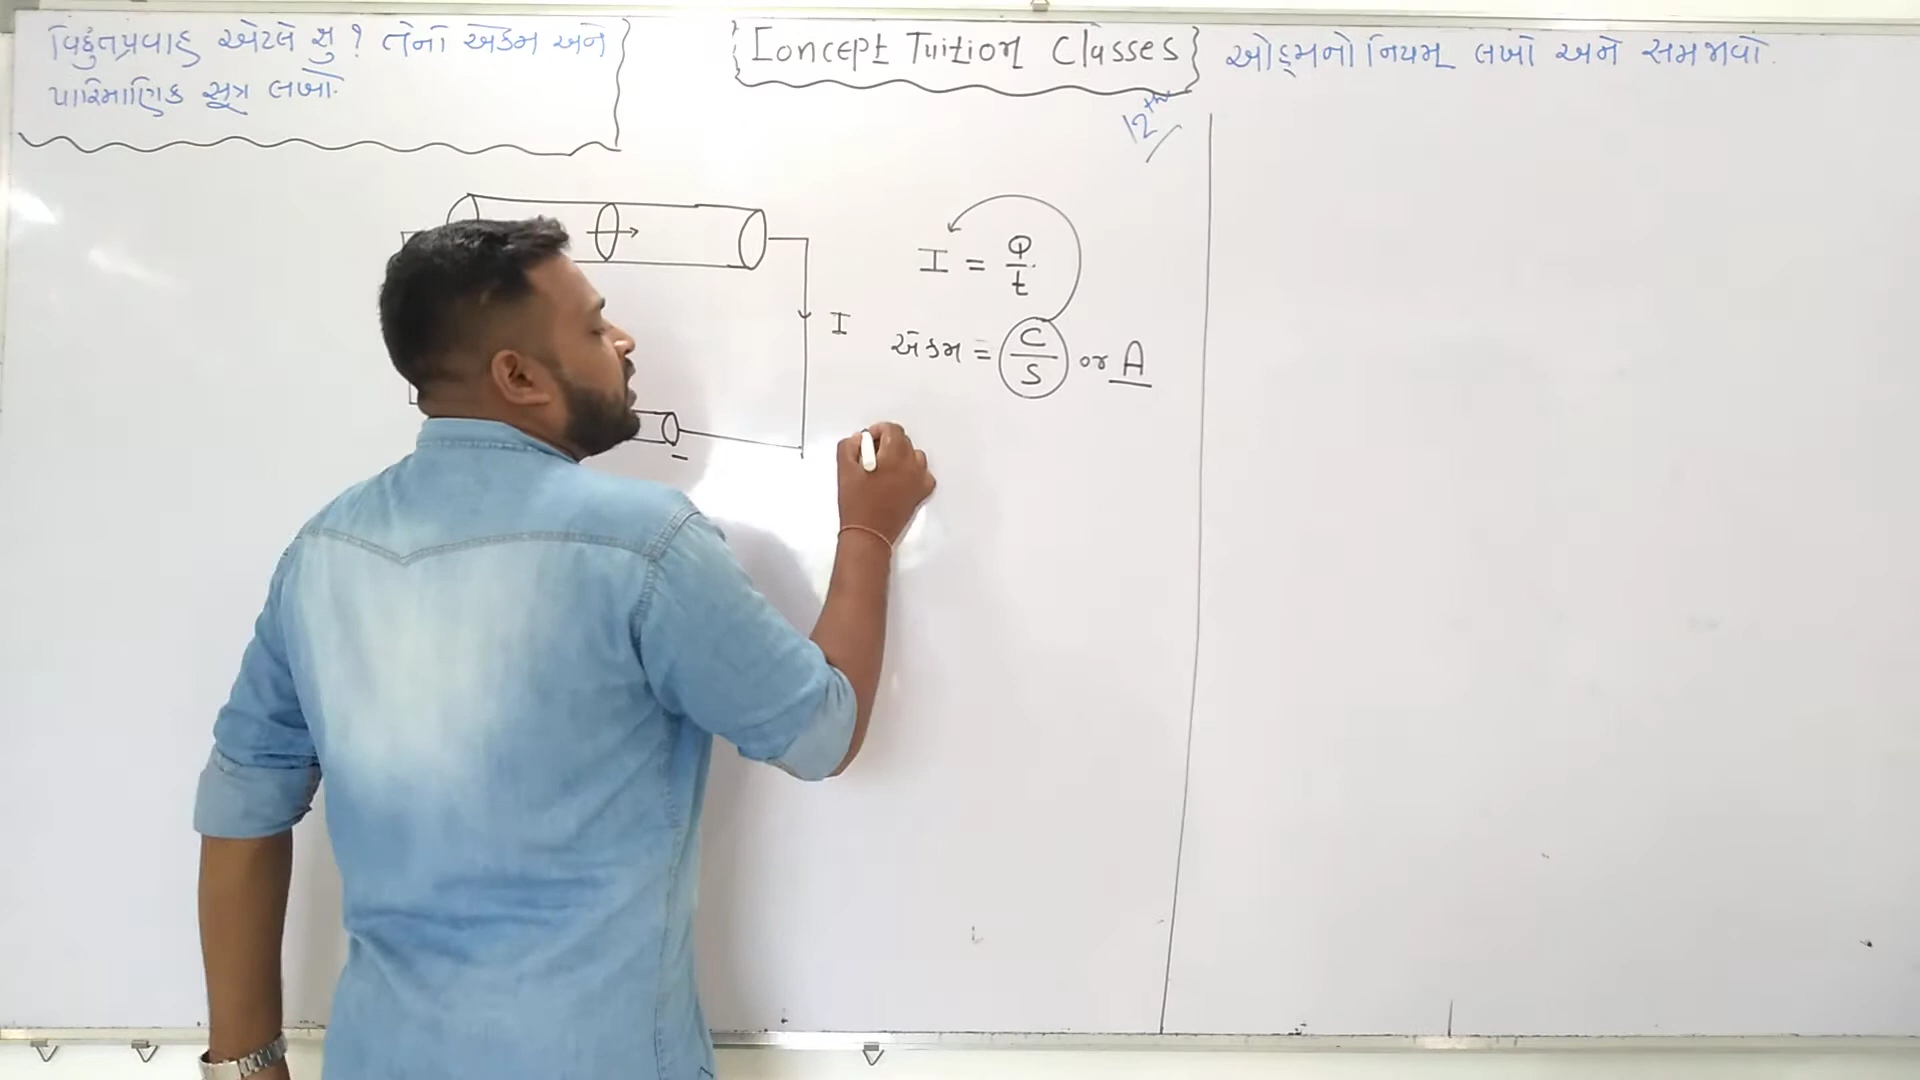 વિદ્યુતપ્રવાહ એટલે શુ ? તેનો એકમ અને
પારિમાણિક સૂત્ર લખો.
Concept Tuition Classes
12th
ઓહ્મનો નિયમ લખો અને સમજાવો.
I = Q/t
I
એકમ = C/S or A
-